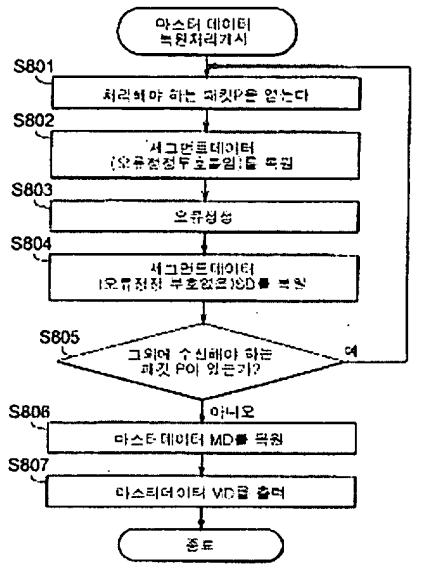 마스터 데이터
복원처리개시
S801
처리해야 하는 패킷P을 얻는다
S802
세그먼트데이터
(오류정정부호붙임)를 복원
S803
오류정정
S804
세그먼트데이터
(오류정정 부호없음)SD를 복원
S805
그외에 수신해야 하는
패킷 P이 있는가?
예
아니오
S806
마스터데이터 MD를 복원
S807
마스터데이터 MD를 출력
종료